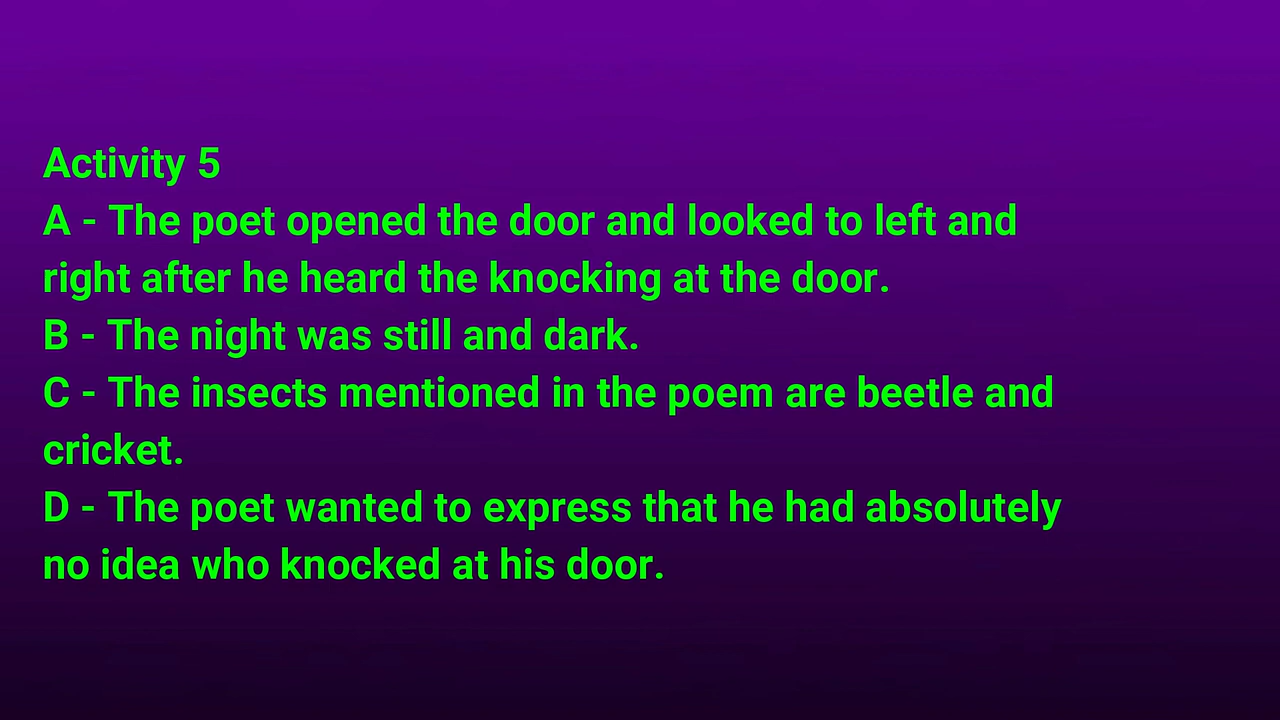 Activity 5
A - The poet opened the door and looked to left and
right after he heard the knocking at the door.
B - The night was still and dark.
C - The insects mentioned in the poem are beetle and
cricket.
D - The poet wanted to express that he had absolutely
no idea who knocked at his door.